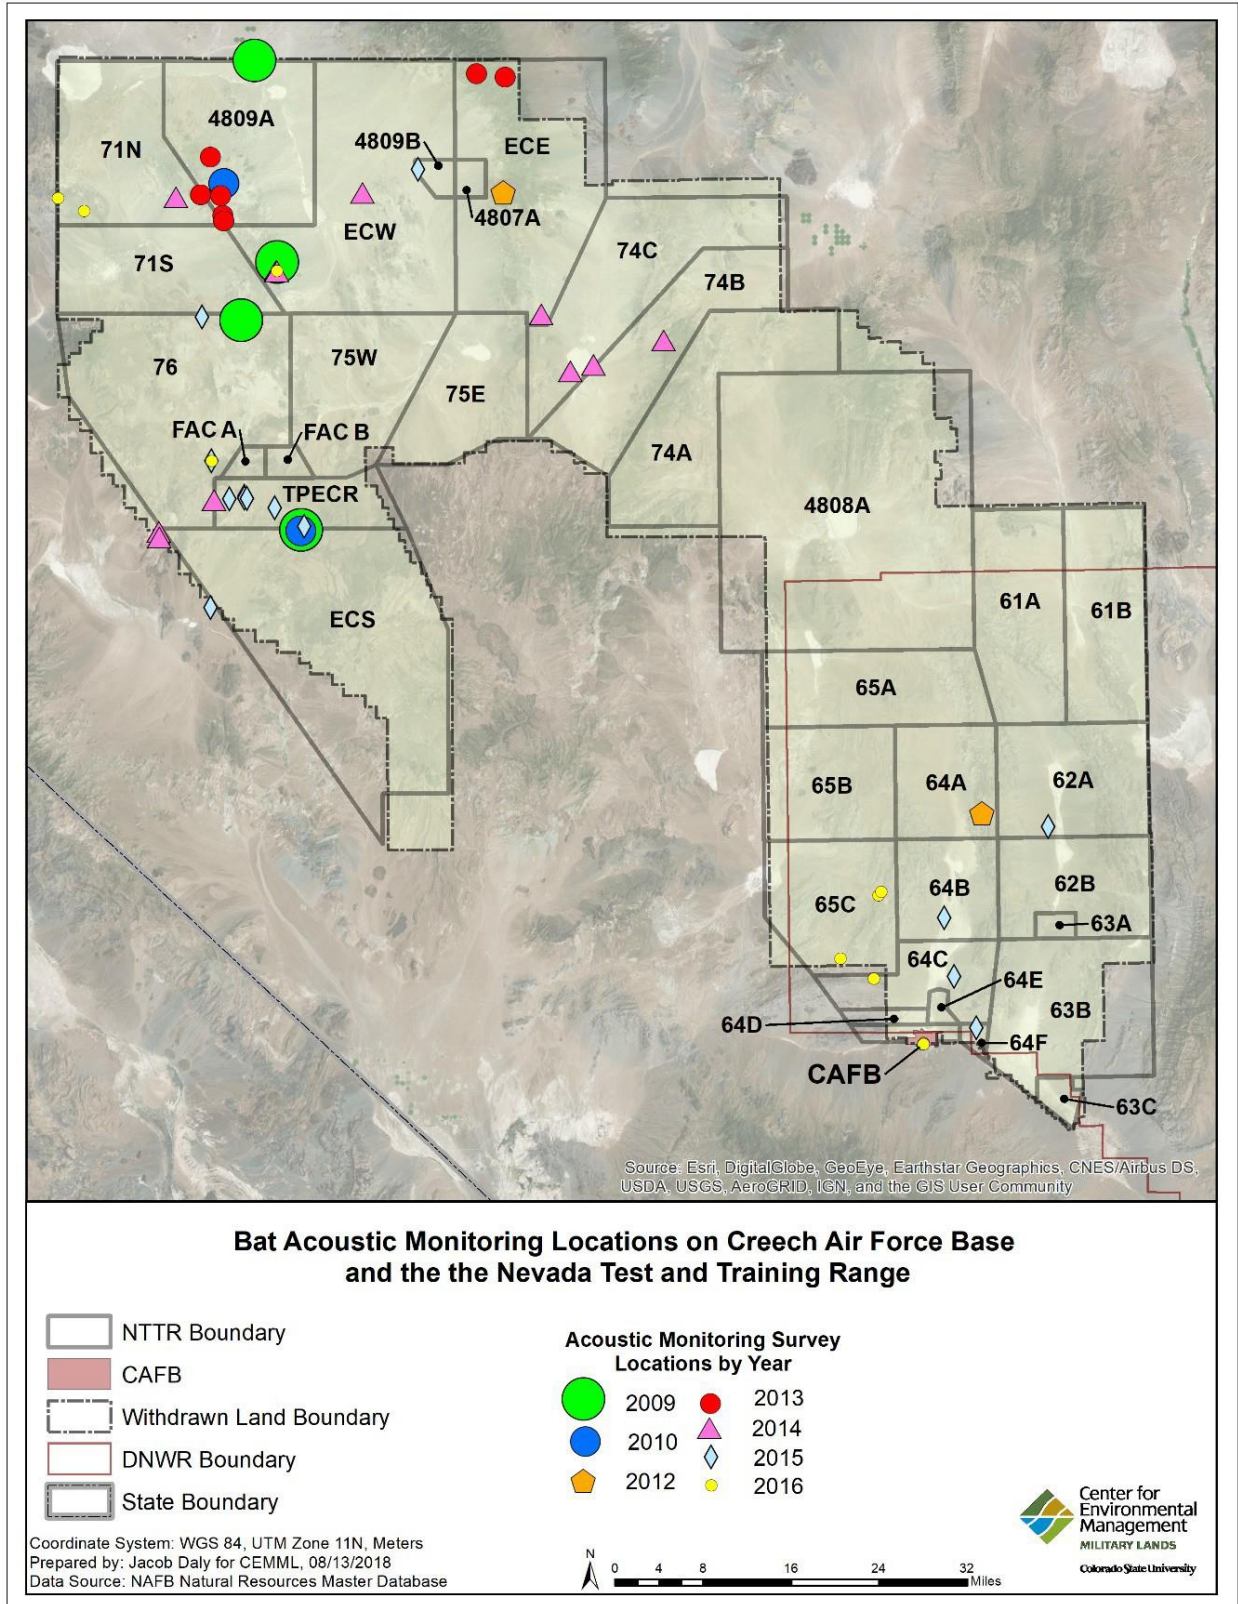 4809A
71N
4809B
ECE
4807A
ECW
71S
74C
74B
76
75W
75E
FAC A
FAC B
74A
TPECR
4808A
ECS
61A
61B
65A
65B
64A
62A
65C
64B
62B
63A
64C
64E
63B
64D
64F
CAFB
63C
Source: Esri, DigitalGlobe, GeoEye, Earthstar Geographics, CNES/Airbus DS,
USDA, USGS, AeroGRID, IGN, and the GIS User Community
Bat Acoustic Monitoring Locations on Creech Air Force Base
and the the Nevada Test and Training Range
NTTR Boundary
CAFB
Withdrawn Land Boundary
DNWR Boundary
State Boundary
Acoustic Monitoring Survey
Locations by Year
2009
2010
2012
2013
2014
2015
2016
Coordinate System: WGS 84, UTM Zone 11N, Meters
Prepared by: Jacob Daly for CEMML, 08/13/2018
Data Source: NAFB Natural Resources Master Database
N
0 4 8 16 24 32
Miles
Center for
Environmental
Management
MILITARY LANDS
Colorado State University